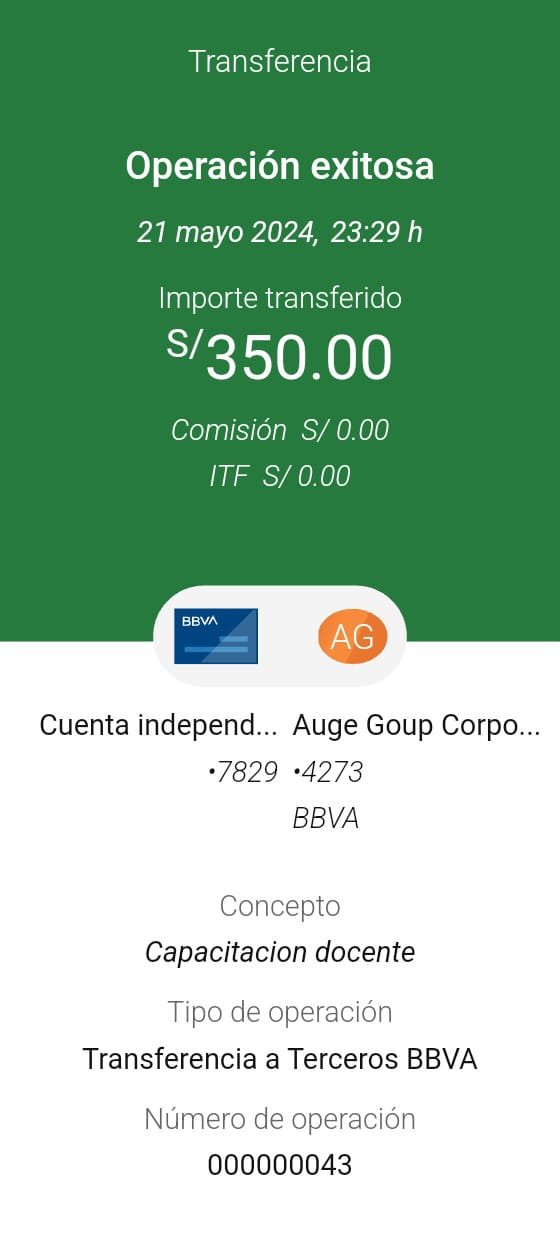 Transferencia
Operación exitosa
21 mayo 2024, 23:29 h
Importe transferido
S/350.00
Comisión S/ 0.00
ITF S/ 0.00
BBVA
AG
Cuenta independ... Auge Goup Corpo...
•7829 •4273
BBVA
Concepto
Capacitacion docente
Tipo de operación
Transferencia a Terceros BBVA
Número de operación
000000043